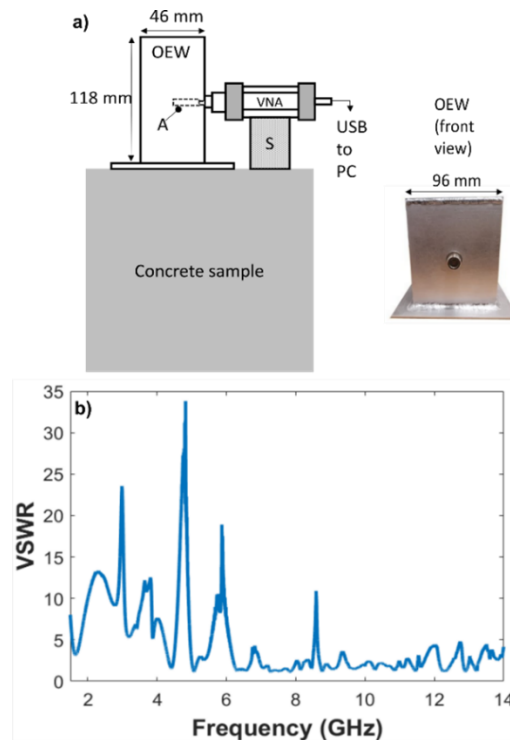 a)
46 mm
OEW
118 mm
A
VNA
S
USB
to
PC
OEW
(front
view)
96 mm
Concrete sample
b)
35
30
25
20
15
10
5
0
VSWR
2 4 6 8 10 12 14
Frequency (GHz)